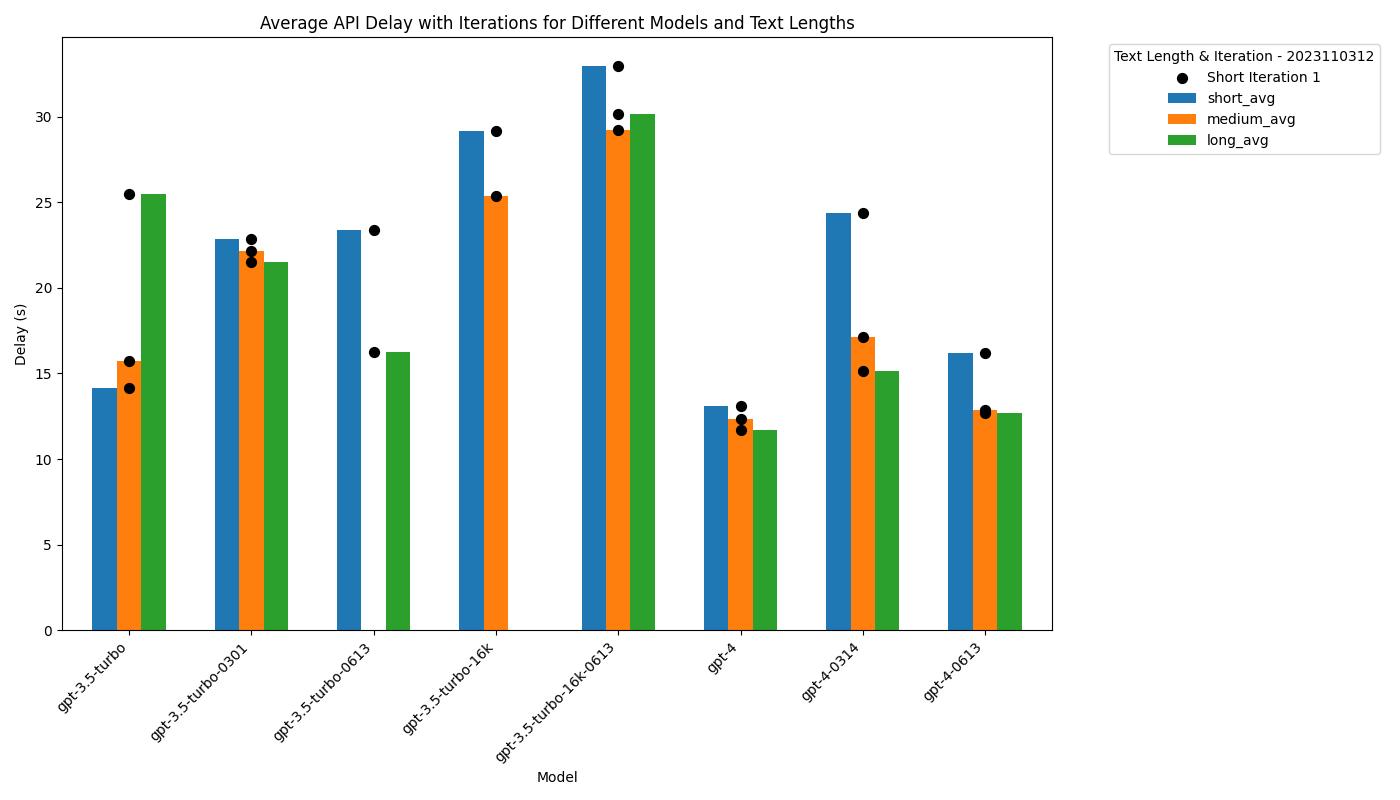 Average API Delay with Iterations for Different Models and Text Lengths
Text Length & Iteration - 2023110312
Short Iteration 1
short_avg
medium_avg
long_avg
Delay (s)
30
25
20
15
10
5
0
gpt-3.5-turbo
gpt-3.5-turbo-0301
gpt-3.5-turbo-0613
gpt-3.5-turbo-16k
gpt-3.5-turbo-16k-0613
gpt-4
gpt-4-0314
gpt-4-0613
Model